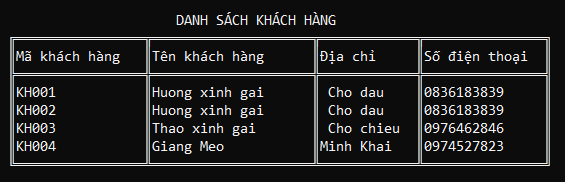 DANH SÁCH KHÁCH HÀNG
Mã khách hàng Tên khách hàng Địa chỉ Số điện thoại
KH001 Huong xinh gai Cho dau 0836183839
KH002 Huong xinh gai Cho dau 0836183839
KH003 Thao xinh gai Cho chieu 0976462846
KH004 Giang Meo Minh Khai 0974527823